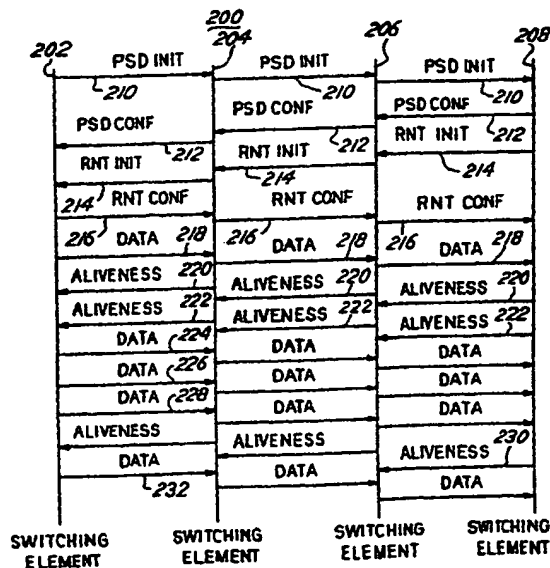 200
202 204 206 208
PSD INIT PSD INIT PSD INIT
210 210 210
PSD CONF PSD CONF PSD CONF
212 212 212
RNT INIT RNT INIT RNT INIT
214 214 214
RNT CONF RNT CONF RNT CONF
216 216 216
DATA 218 DATA 218 DATA 218
ALIVENESS 220 ALIVENESS 220 ALIVENESS 220
ALIVENESS 222 ALIVENESS 222 ALIVENESS 222
DATA 224 DATA DATA
DATA 226 DATA DATA
DATA 228 DATA DATA
ALIVENESS ALIVENESS ALIVENESS 230
DATA DATA DATA
232
SWITCHING ELEMENT
SWITCHING ELEMENT
SWITCHING ELEMENT
SWITCHING ELEMENT